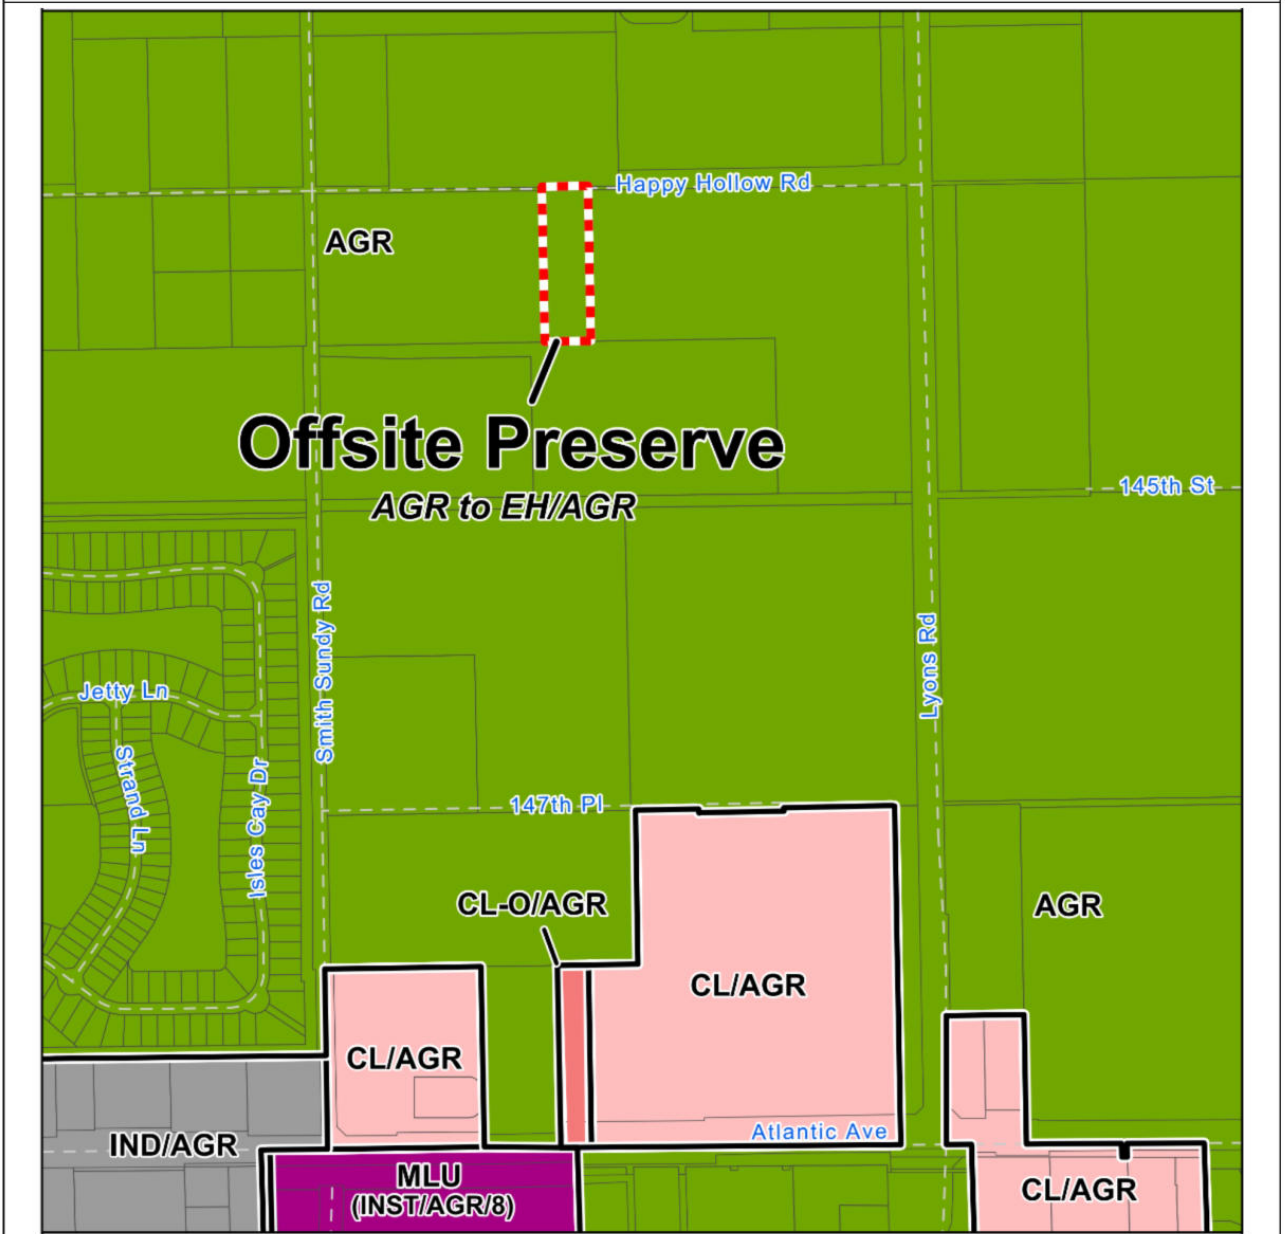 Happy Hollow Rd
AGR
Offsite Preserve
AGR to EH/AGR
145th St
Smith Sundy Rd
Lyons Rd
Jetty Ln
Strand Ln
Isles Cay Dr
147th Pl
CL-O/AGR
AGR
CL/AGR
CL/AGR
Atlantic Ave
IND/AGR
MLU
(INST/AGR/8)
CL/AGR